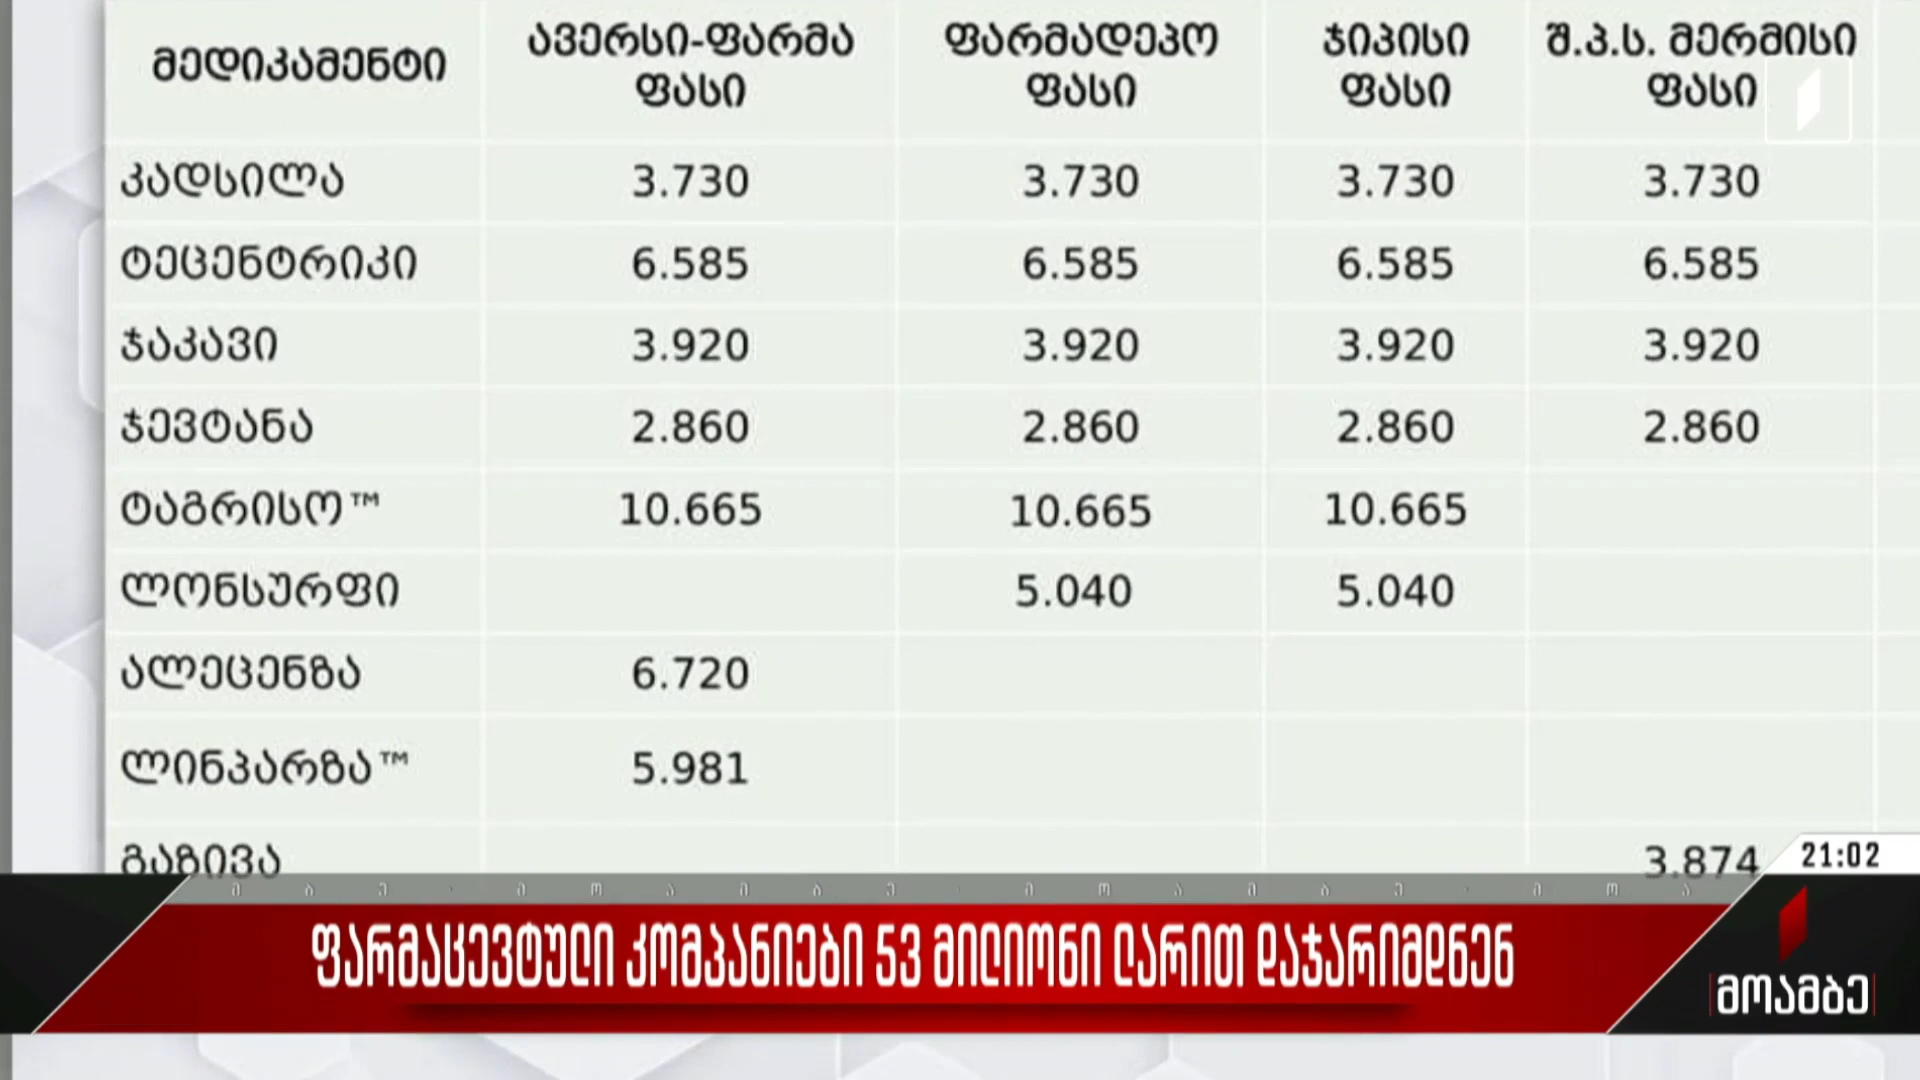 მედიკამენტი ავერსი-ფარმა ფასი ფარმადეპო ფასი ჯიპისი ფასი შ.პ.ს. მერმისი ფასი
კადსილა 3.730 3.730 3.730 3.730
ტეცენტრიკი 6.585 6.585 6.585 6.585
ჯაკავი 3.920 3.920 3.920 3.920
ჯევტანა 2.860 2.860 2.860 2.860
ტაგრისო™ 10.665 10.665 10.665
ლონსურფი 5.040 5.040
ალეცენზა 6.720
ლინპარზა™ 5.981
გაზივა 3.874
21:02
მ ბ ე · მ ო ა მ ბ ე · მ ო ა მ ბ ე · მ ო ა
ფარმაცევტული კომპანიები 53 მილიონი ლარით დაჯარიმდნენ
მოამბე